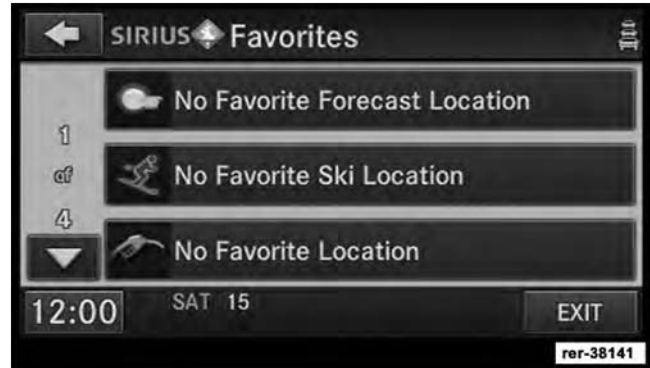 SIRIUS Favorites
No Favorite Forecast Location
1
of
4
No Favorite Ski Location
No Favorite Location
12:00
SAT 15
EXIT
rer-38141